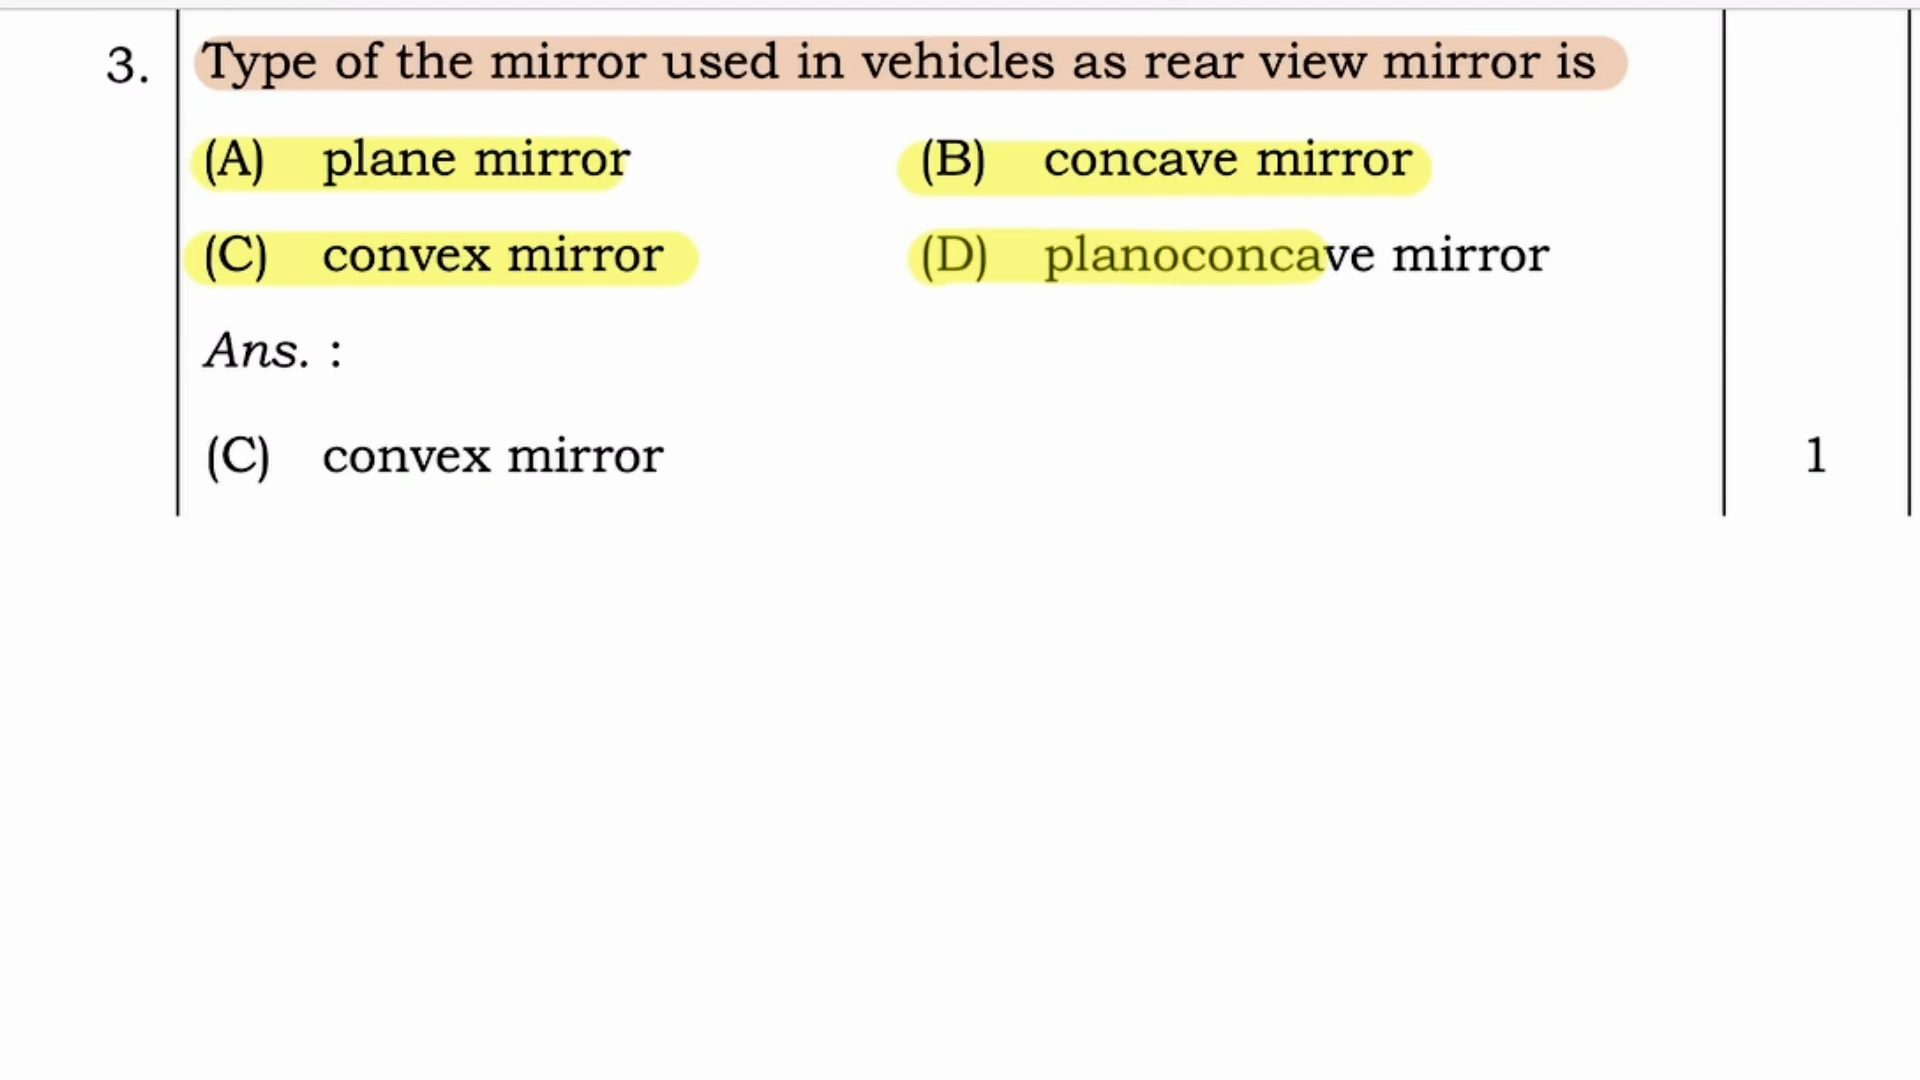 3. Type of the mirror used in vehicles as rear view mirror is
(A) plane mirror (B) concave mirror
(C) convex mirror (D) planoconcave mirror
Ans. :
(C) convex mirror 1